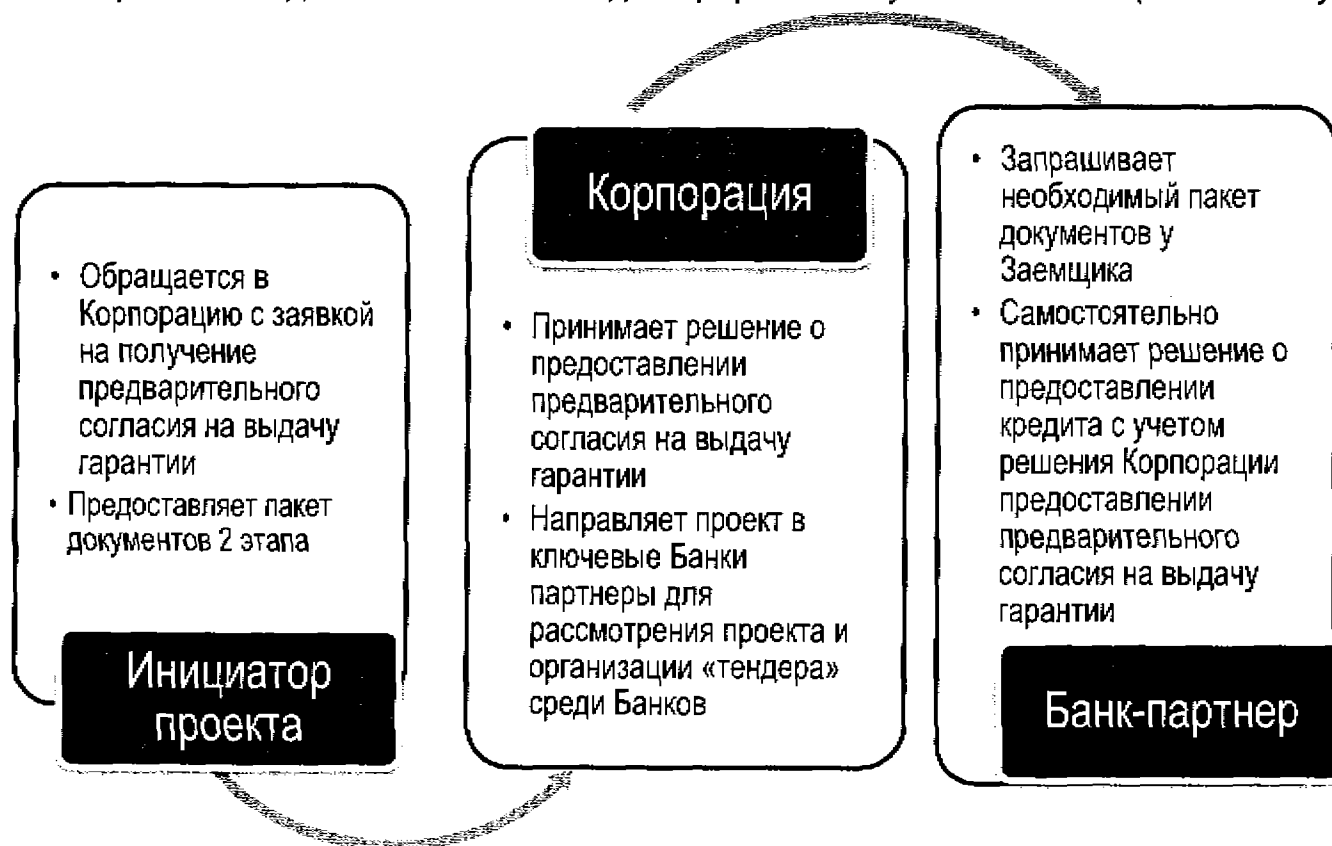 • Обращается в
Корпорацию с заявкой
на получение
предварительного
согласия на выдачу
гарантии
• Предоставляет пакет
документов 2 этапа
Инициатор
проекта
Корпорация
• Принимает решение о
предоставлении
предварительного
согласия на выдачу
гарантии
• Направляет проект в
ключевые Банки
партнеры для
рассмотрения проекта и
организации «тендера»
среди Банков
• Запрашивает
необходимый пакет
документов у
Заемщика
• Самостоятельно
принимает решение о
предоставлении
кредита с учетом
решения Корпорации
предоставлении
предварительного
согласия на выдачу
гарантии
Банк-партнер